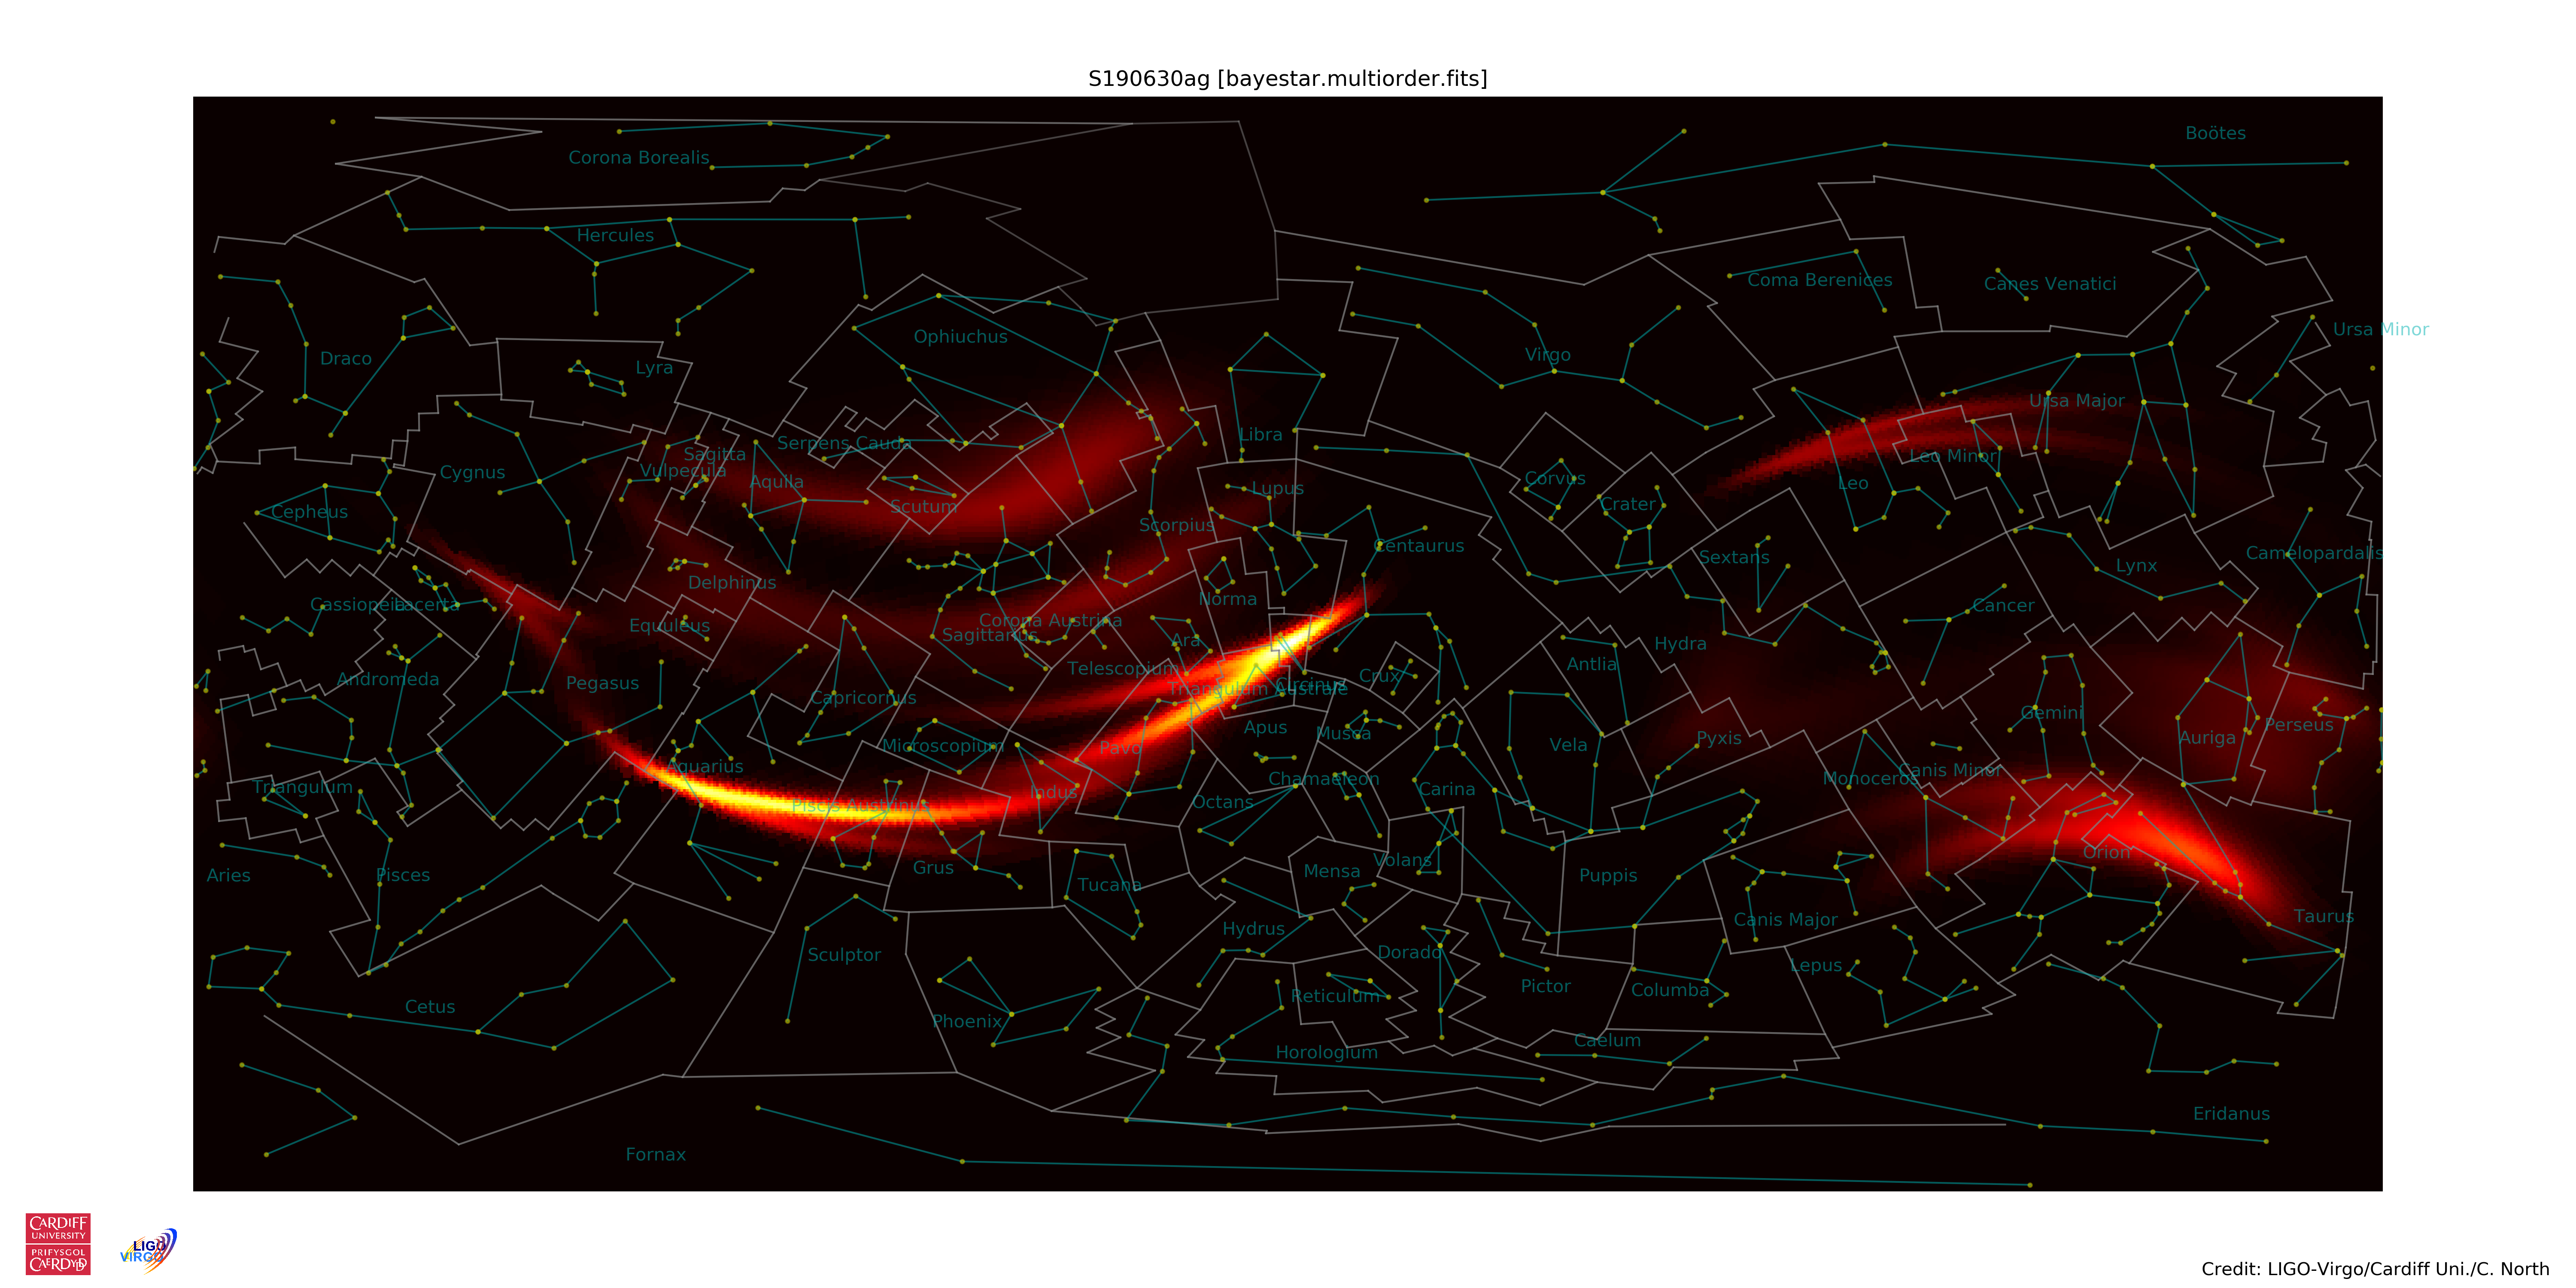 S190630ag [bayestar.multiorder.fits]
Boötes
Corona Borealis
Hercules
Coma Berenices
Canes Venatici
Ursa Minor
Ophiuchus
Virgo
Draco
Lyra
Ursa Major
Libra
Serpens Cauda
Sagitta
Leo Minor
Vulpecula
Cygnus
Aquila
Corvus
Leo
Lupus
Crater
Scutum
Cepheus
Scorpius
Centaurus
Camelopardalis
Sextans
Lynx
Delphinus
Norma
Cassiopeia
Lacerta
Cancer
Corona Austrina
Equuleus
Sagittarius
Ara
Hydra
Antlia
Telescopium
Crux
Andromeda
Pegasus
Circinus
Triangulum Australe
Capricornus
Gemini
Perseus
Apus
Musca
Auriga
Pyxis
Vela
Microscopium
Pavo
Aquarius
Canis Minor
Monoceros
Chamaeleon
Triangulum
Carina
Indus
Octans
Piscis Austrinus
Orion
Volans
Grus
Mensa
Aries
Pisces
Puppis
Tucana
Taurus
Canis Major
Hydrus
Dorado
Sculptor
Lepus
Pictor
Columba
Reticulum
Cetus
Phoenix
Caelum
Horologium
Eridanus
Fornax
CARDIFF
UNIVERSITY
PRIFYSGOL
CAERDYDD
LIGO
VIRGO
Credit: LIGO-Virgo/Cardiff Uni./C. North